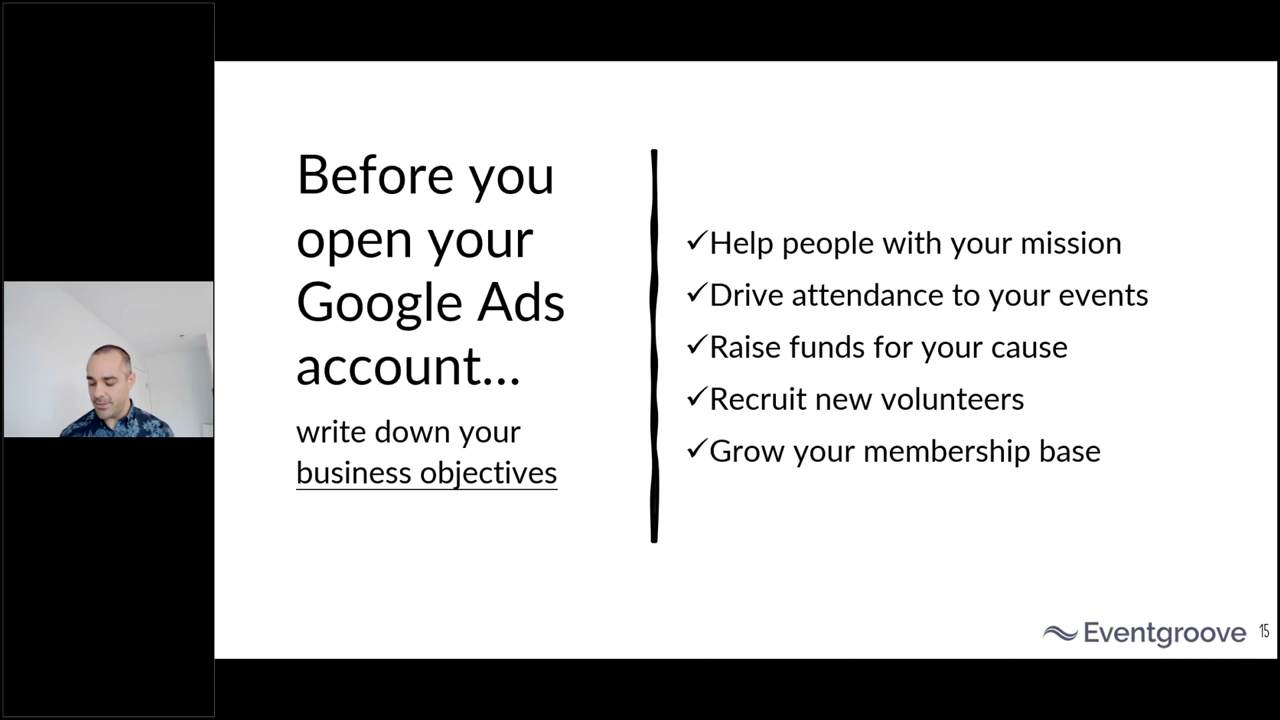 Before you
open your
Google Ads
account...
write down your
business objectives
✓Help people with your mission
✓Drive attendance to your events
✓Raise funds for your cause
✓Recruit new volunteers
✓Grow your membership base
Eventgroove
15